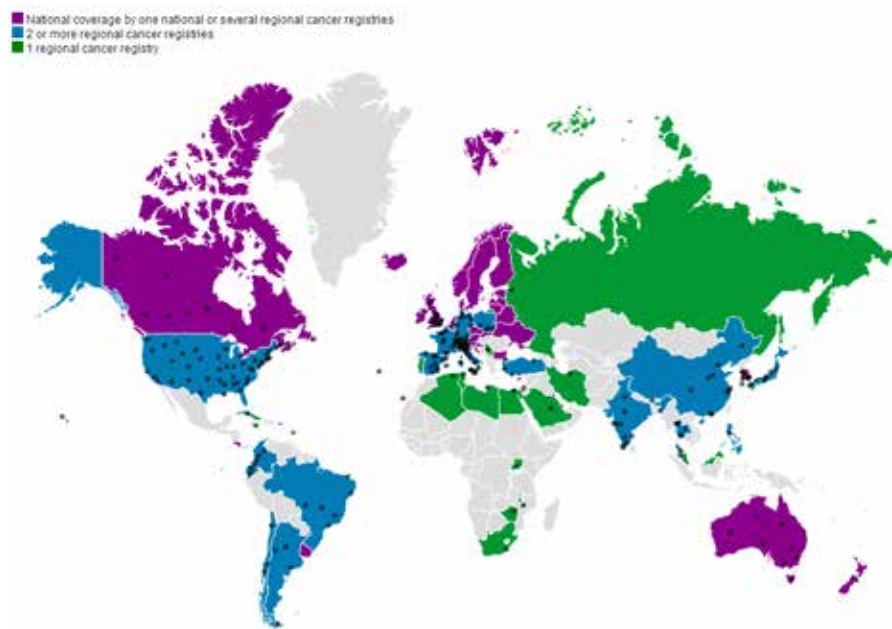 National coverage by one national or several regional cancer registries
2 or more regional cancer registries
1 regional cancer registry